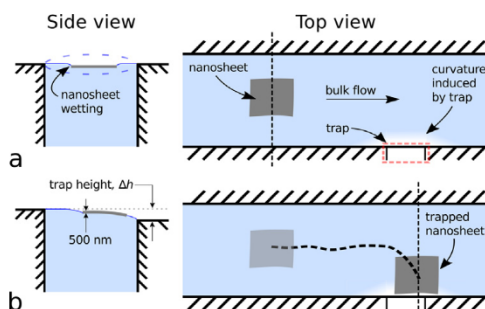 Side view
Top view
nanosheet
wetting
nanosheet
bulk flow
curvature
induced
by trap
trap
a
trap height, Δh
500 nm
trapped
nanosheet
b